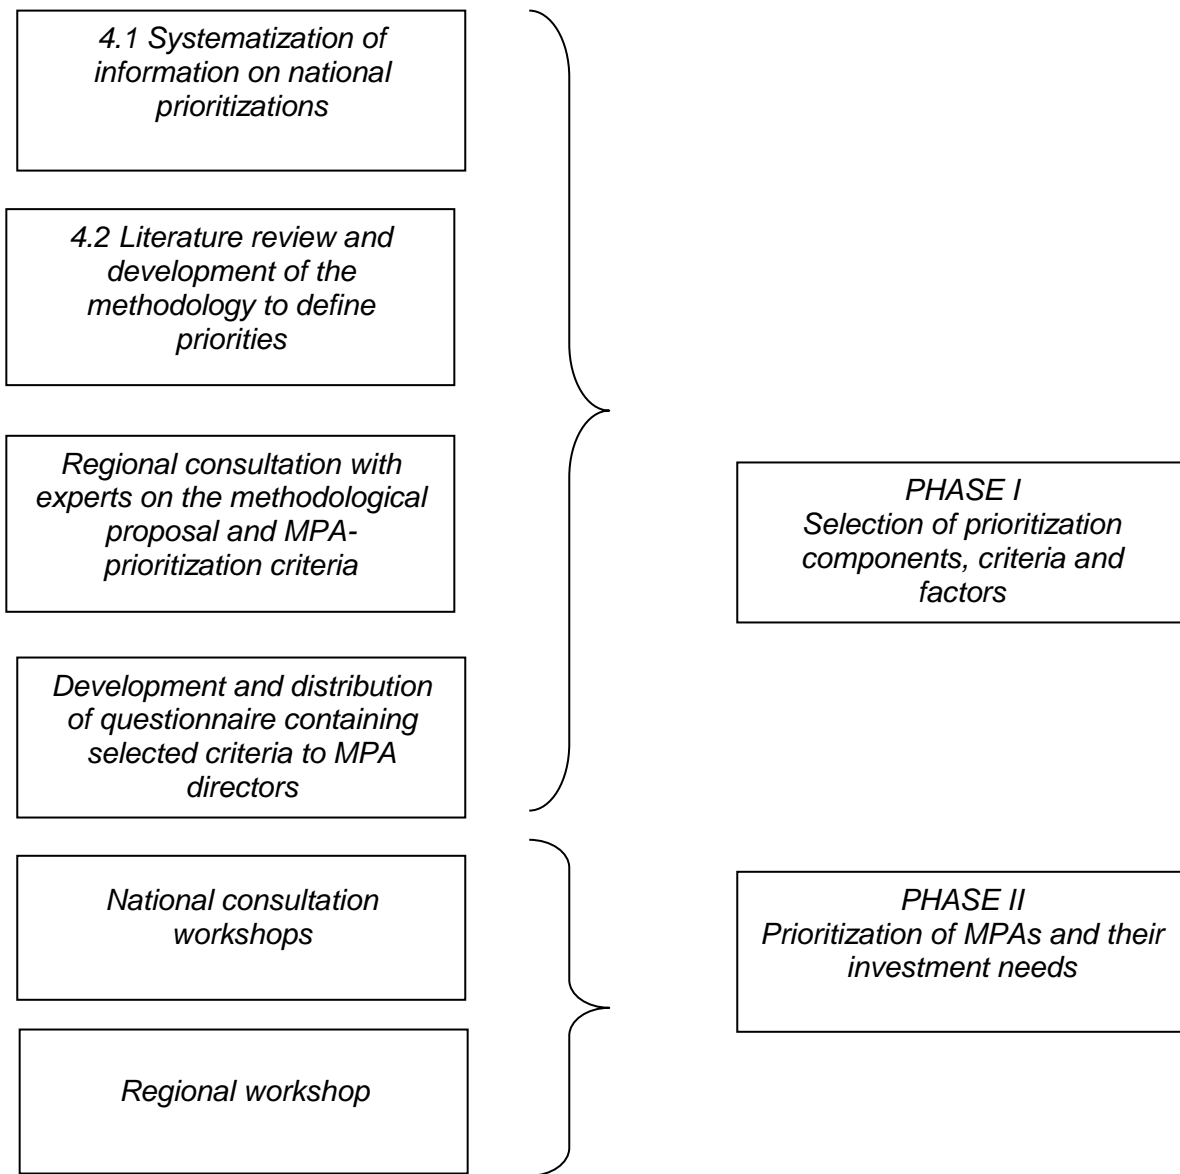 4.1 Systematization of
information on national
prioritizations
4.2 Literature review and
development of the
methodology to define
priorities
Regional consultation with
experts on the methodological
proposal and MPA-
prioritization criteria
Development and distribution
of questionnaire containing
selected criteria to MPA
directors
PHASE I
Selection of prioritization
components, criteria and
factors
National consultation
workshops
Regional workshop
PHASE II
Prioritization of MPAs and their
investment needs